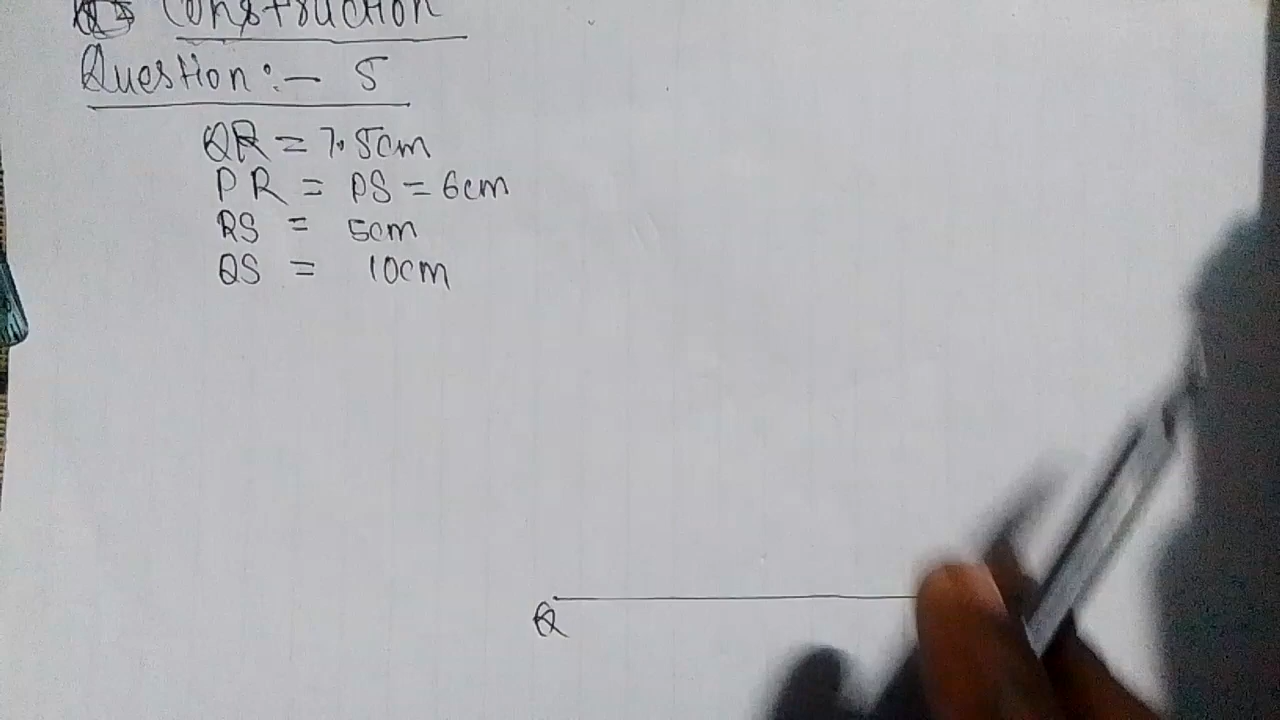 Construction
Question :- 5
QR = 7.5cm
PR = PS = 6cm
RS = 5cm
QS = 10cm
Q